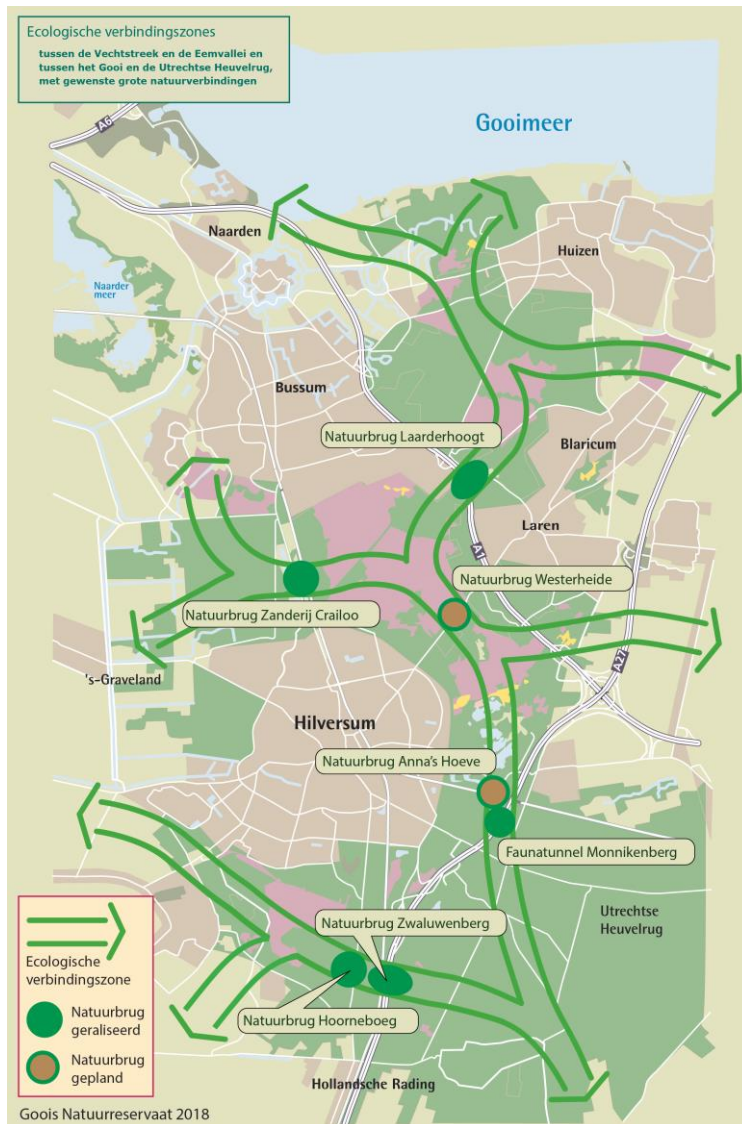 Ecologische verbindingszones
tussen de Vechtstreek en de Eemvallei en
tussen het Gooi en de Utrechtse Heuvelrug,
met gewenste grote natuurverbindingen
A6
Gooimeer
Naarden
Huizen
Naarder
meer
Bussum
Natuurbrug Laarderhoogt
Blaricum
Laren
A1
Natuurbrug Westerheide
Natuurbrug Zanderij Crailoo
A27
's-Graveland
Hilversum
Natuurbrug Anna's Hoeve
Faunatunnel Monnikenberg
Utrechtse
Heuvelrug
Natuurbrug Zwaluwenberg
Natuurbrug Hoorneboeg
Hollandsche Rading
Ecologische
verbindingszone
Natuurbrug
geraliseerd
Natuurbrug
gepland
Goois Natuurreservaat 2018